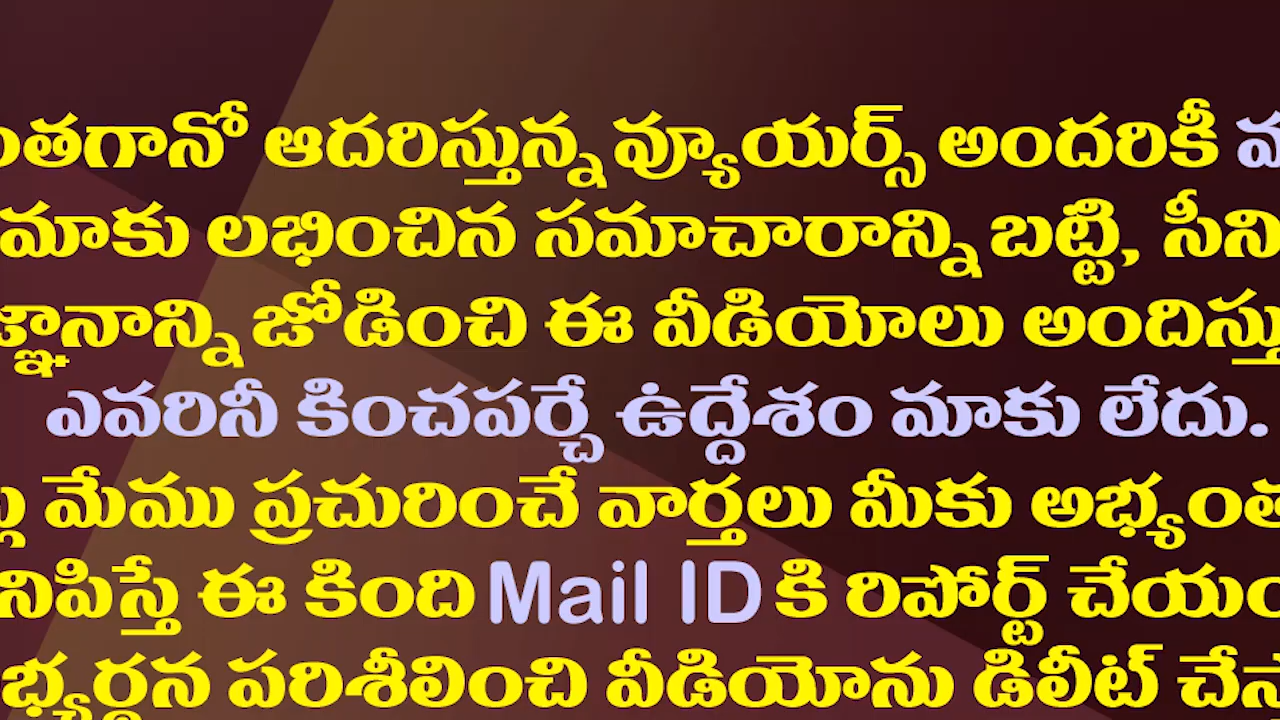 ంతగానో ఆదరిస్తున్న వ్యూయర్స్ అందరికీ
మాకు లభించిన సమాచారాన్ని బట్టి, సీని
జ్ఞానాన్ని జోడించి ఈ వీడియోలు అందిస్తు
ఎవరినీ కించపర్చే ఉద్దేశం మాకు లేదు.
ల్ల మేము ప్రచురించే వార్తలు మీకు అభ్యంత
నిపిస్తే ఈ కింది Mail ID కి రిపోర్ట్ చేయం
భ్యర్థన పరిశీలించి వీడియోను డిలీట్ చేస